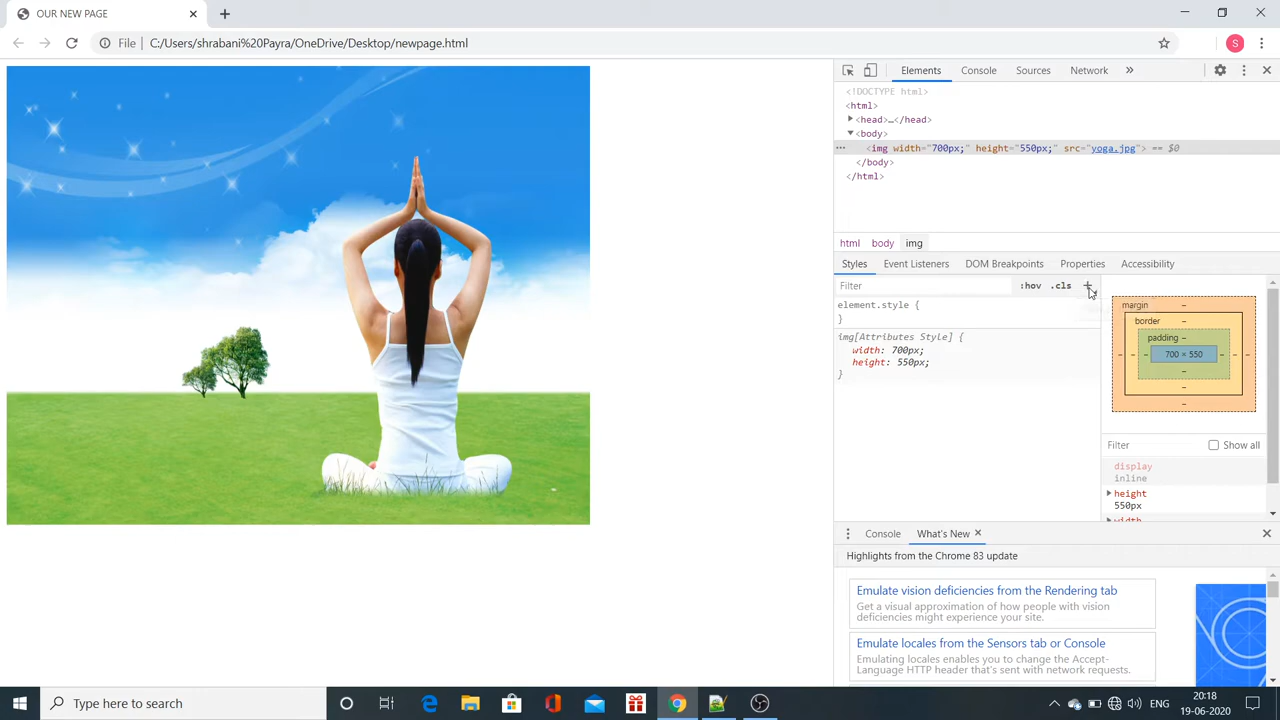 OUR NEW PAGE
File C:/Users/shrabani%20Payra/OneDrive/Desktop/newpage.html
S
Elements Console Sources Network
<!DOCTYPE html>
<html>
<head>…</head>
<body>
<img width="700px;" height="550px;" src="yoga.jpg"> == $0
</body>
</html>
html body img
Styles Event Listeners DOM Breakpoints Properties Accessibility
Filter :hov .cls +
element.style {
}
img[Attributes Style] {
width: 700px;
height: 550px;
}
margin –
border –
padding –
– – – 700 × 550 – – –
–
–
–
Filter Show all
display
inline
height
550px
width
Console What's New
Highlights from the Chrome 83 update
Emulate vision deficiencies from the Rendering tab
Get a visual approximation of how people with vision
deficiencies might experience your site.
Emulate locales from the Sensors tab or Console
Emulating locales enables you to change the Accept-
Language HTTP header that's sent with network requests.
Type here to search
ENG
20:18
19-06-2020